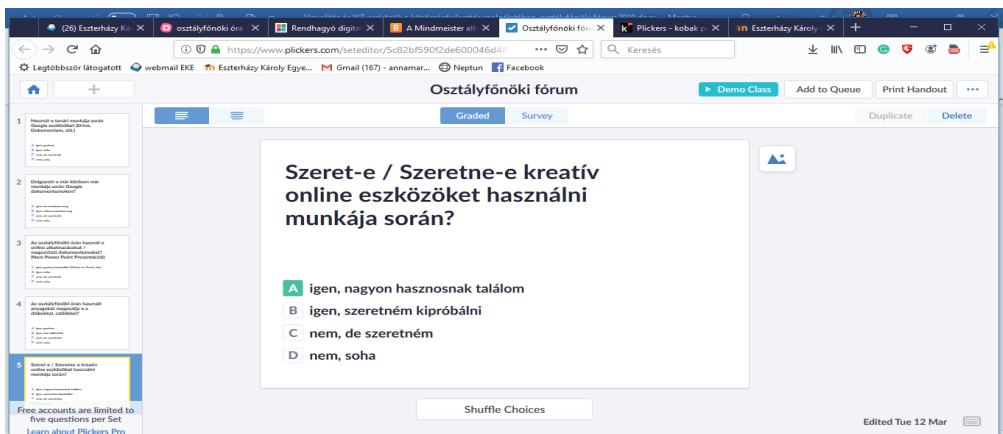 (26) Eszterházy Ká
osztályfőnöki óra
Rendhagyó digitá
A Mindmeister alk
Osztályfőnöki fóru
Plickers - kobak p
Eszterházy Károly
https://www.plickers.com/seteditor/5c82bf590f2de600046d48
Keresés
Legtöbbször látogatott
webmail EKE
Eszterházy Károly Egye...
Gmail (167) - annamar...
Neptun
Facebook
Osztályfőnöki fórum
Demo Class
Add to Queue
Print Handout
Graded
Survey
Duplicate
Delete
1
Használ-e tanári munkája során
Google eszközöket (Drive,
Dokumentum, stb.)
2
Dolgozott-e már közösen más
munkája során Google
dokumentumokon?
3
Az osztályfőnöki órán használ-e
online alkalmazásokat /
megosztott dokumentumokat?
(Nem Power Point Prezentációt)
4
Az osztályfőnöki órán használt
anyagokat megosztja-e a
diákokkal, szülőkkel?
5
Szeret-e / Szeretne-e kreatív
online eszközöket használni
munkája során?
Free accounts are limited to
five questions per Set
Learn about Plickers Pro
Szeret-e / Szeretne-e kreatív
online eszközöket használni
munkája során?
A igen, nagyon hasznosnak találom
B igen, szeretném kipróbálni
C nem, de szeretném
D nem, soha
Shuffle Choices
Edited Tue 12 Mar